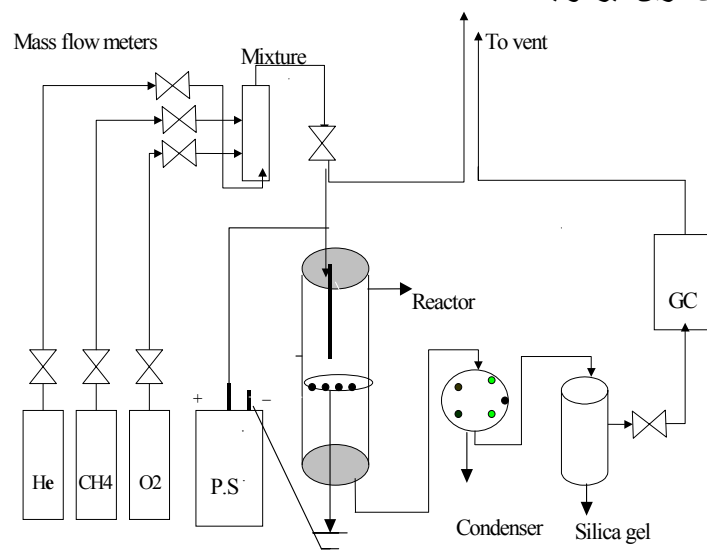 Mass flow meters
Mixture
To vent
Reactor
GC
+
–
He
CH4
O2
P.S
Condenser
Silica gel